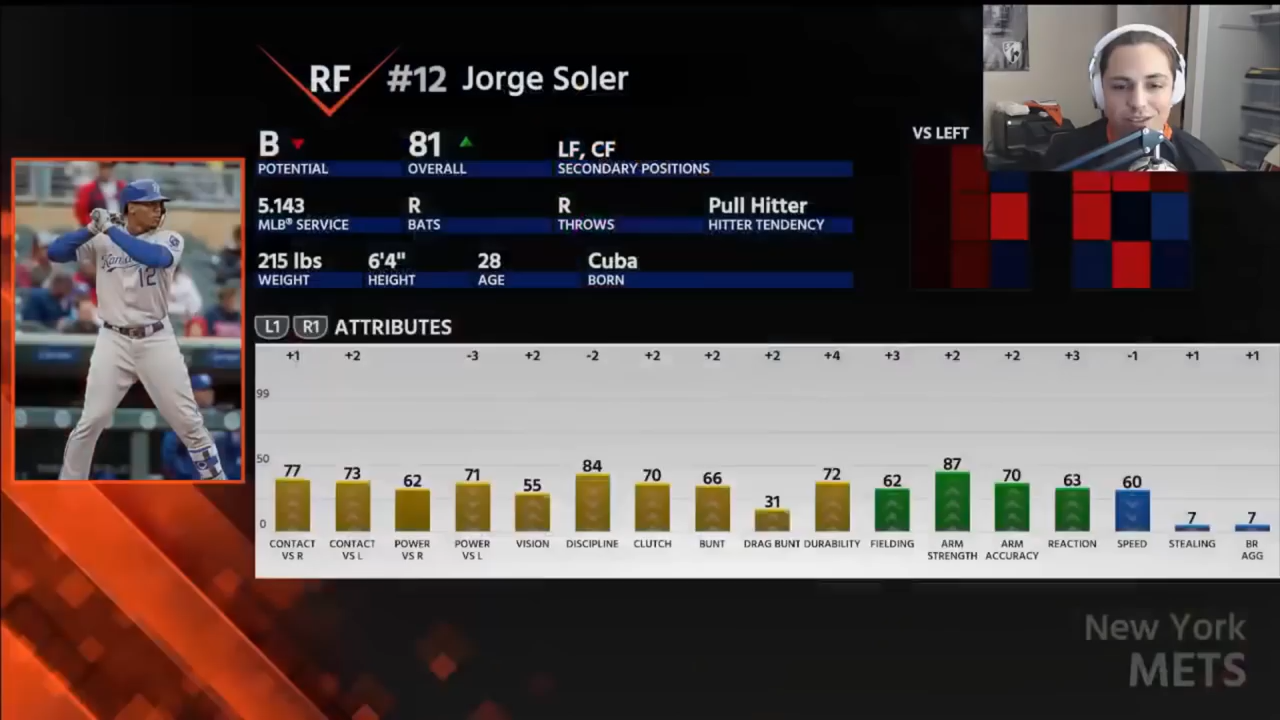 RF #12 Jorge Soler
B 81 LF, CF
POTENTIAL OVERALL SECONDARY POSITIONS
5.143 R R Pull Hitter
MLB® SERVICE BATS THROWS HITTER TENDENCY
215 lbs 6'4" 28 Cuba
WEIGHT HEIGHT AGE BORN
VS LEFT
Kansas
12
L1 R1 ATTRIBUTES
+1 +2 -3 +2 -2 +2 +2 +2 +4 +3 +2 +2 +3 -1 +1 +1
99
50
0
77 73 62 71 55 84 70 66 31 72 62 87 70 63 60 7 7
CONTACT CONTACT POWER POWER VISION DISCIPLINE CLUTCH BUNT DRAG BUNT DURABILITY FIELDING ARM ARM REACTION SPEED STEALING BR
VS R VS L VS R VS L STRENGTH ACCURACY AGG
New York
METS